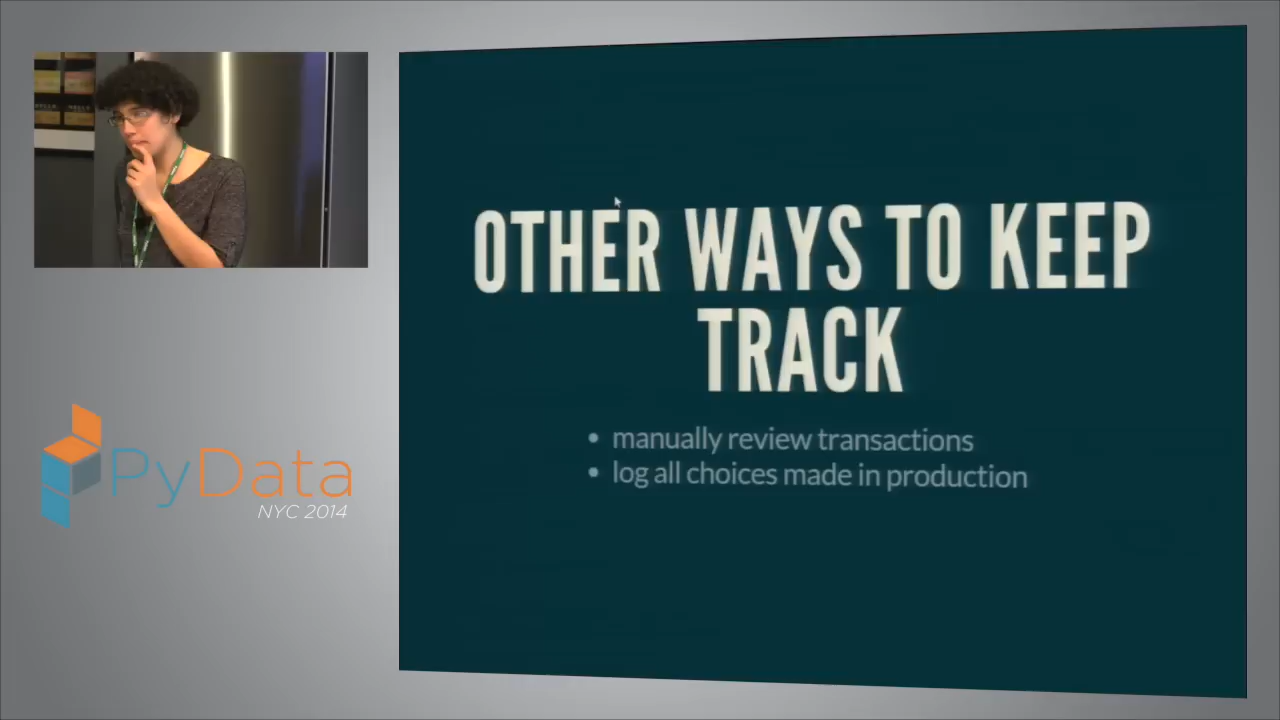 OTHER WAYS TO KEEP
TRACK
• manually review transactions
• log all choices made in production
PyData
NYC 2014